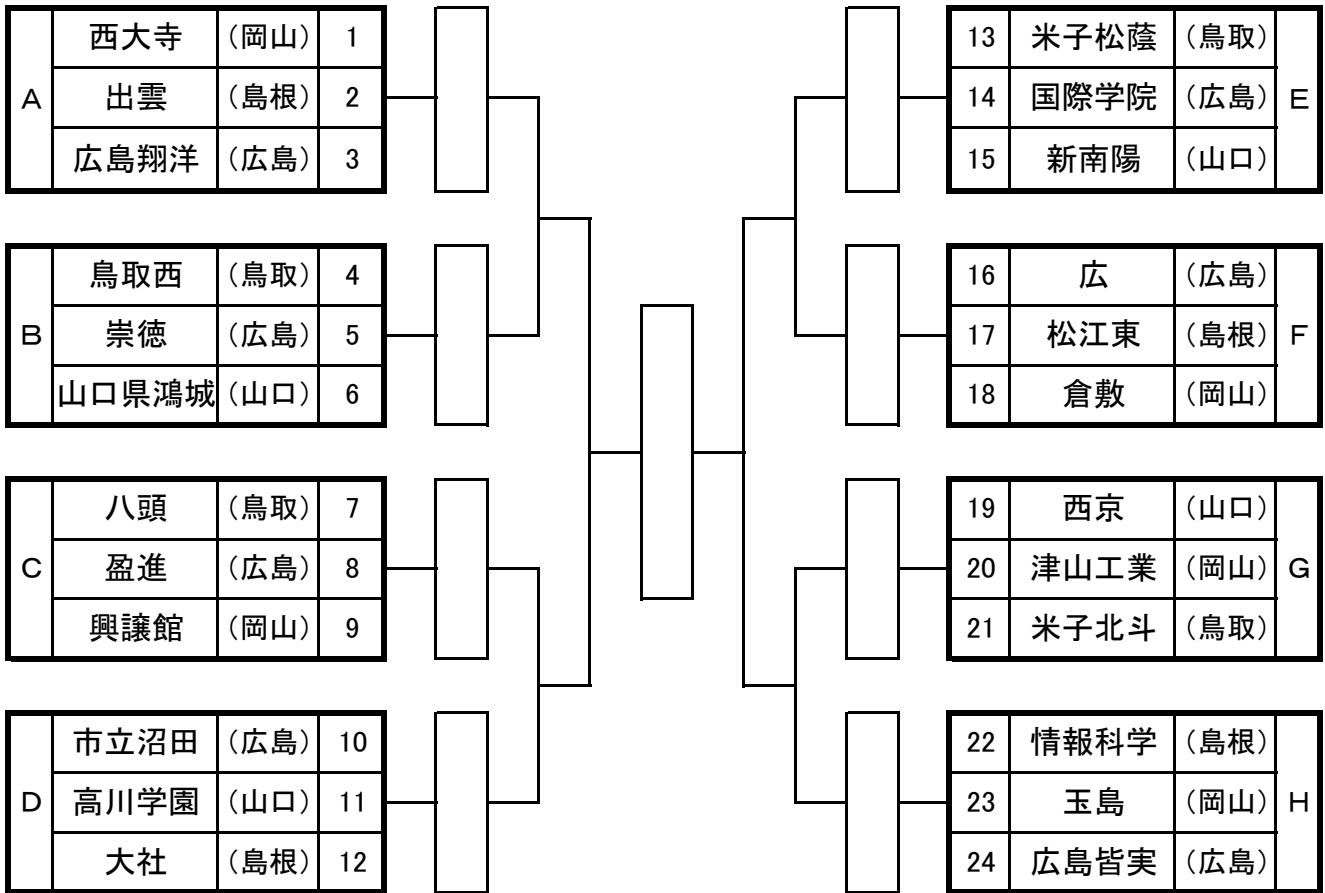 A
西大寺 (岡山) 1
出雲 (島根) 2
広島翔洋 (広島) 3
B
鳥取西 (鳥取) 4
崇徳 (広島) 5
山口県鴻城 (山口) 6
C
八頭 (鳥取) 7
盈進 (広島) 8
興譲館 (岡山) 9
D
市立沼田 (広島) 10
高川学園 (山口) 11
大社 (島根) 12
13 米子松蔭 (鳥取)
14 国際学院 (広島)
15 新南陽 (山口)
E
16 広 (広島)
17 松江東 (島根)
18 倉敷 (岡山)
F
19 西京 (山口)
20 津山工業 (岡山)
21 米子北斗 (鳥取)
G
22 情報科学 (島根)
23 玉島 (岡山)
24 広島皆実 (広島)
H